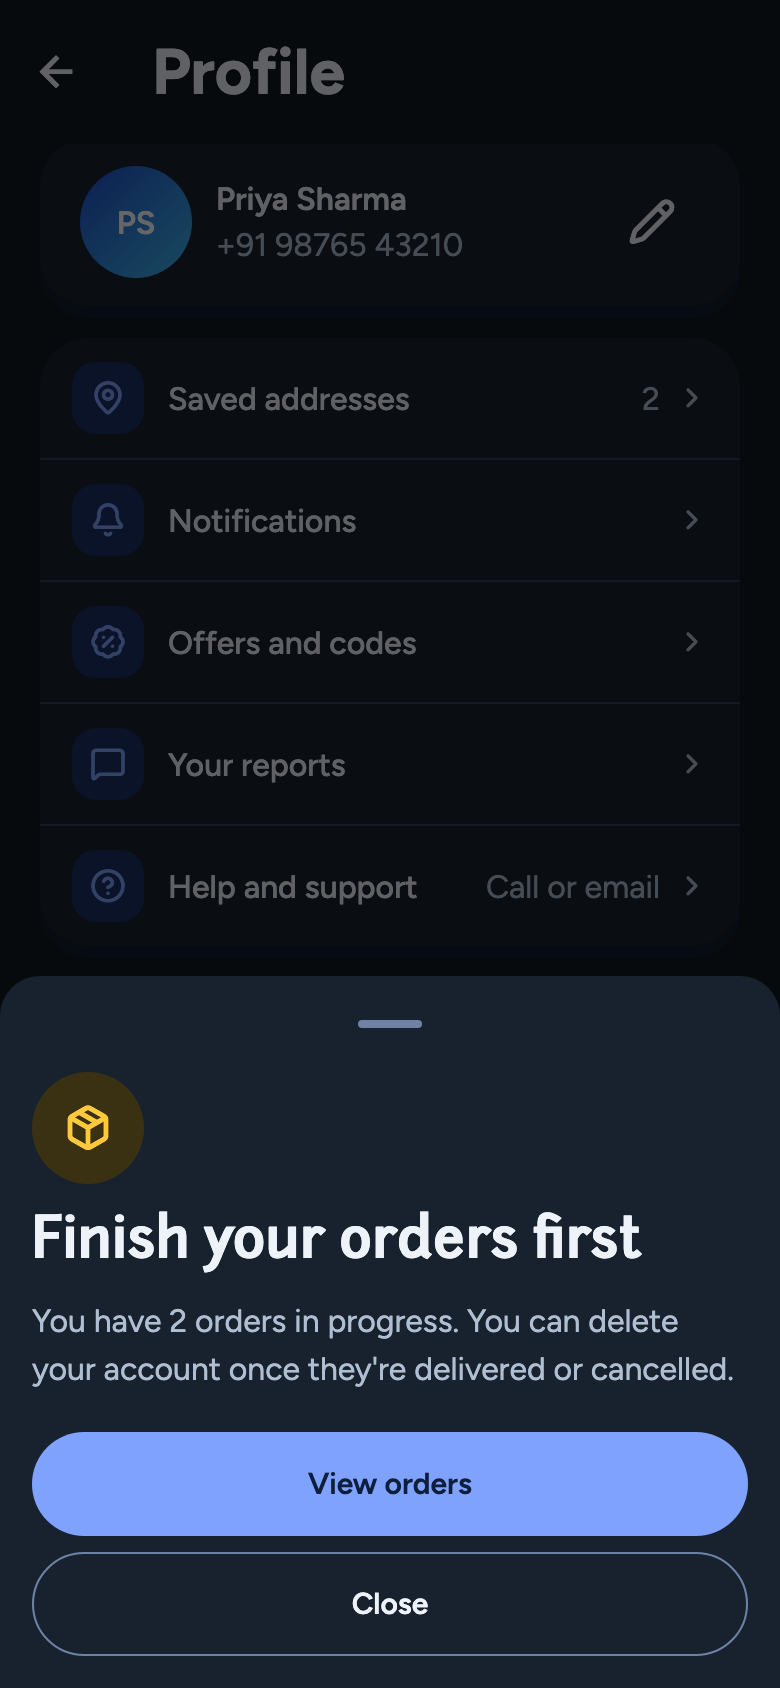 Profile
PS
Priya Sharma
+91 98765 43210
Saved addresses 2
Notifications
Offers and codes
Your reports
Help and support Call or email
Finish your orders first
You have 2 orders in progress. You can delete
your account once they're delivered or cancelled.
View orders
Close